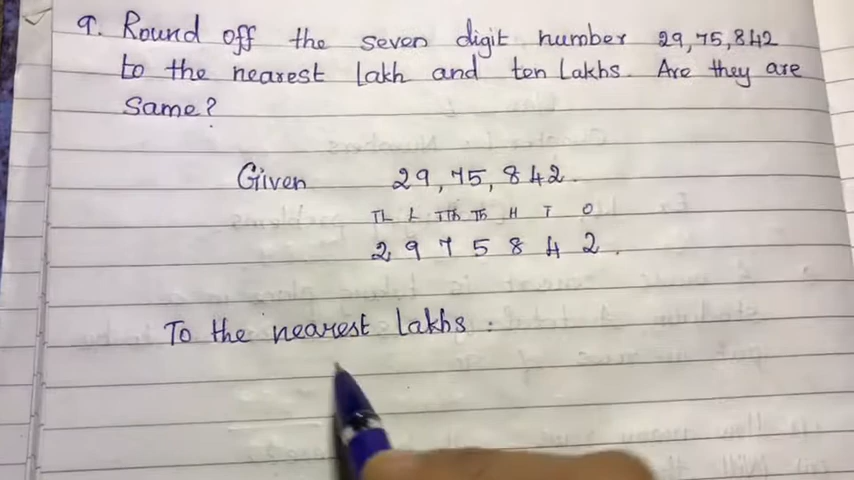 9. Round off the seven digit number 29,75,842
to the nearest lakh and ten Lakhs. Are they are
Same?
Given 29,75,842.
TL L TTh Th H T O
2 9 7 5 8 4 2.
To the nearest lakhs :